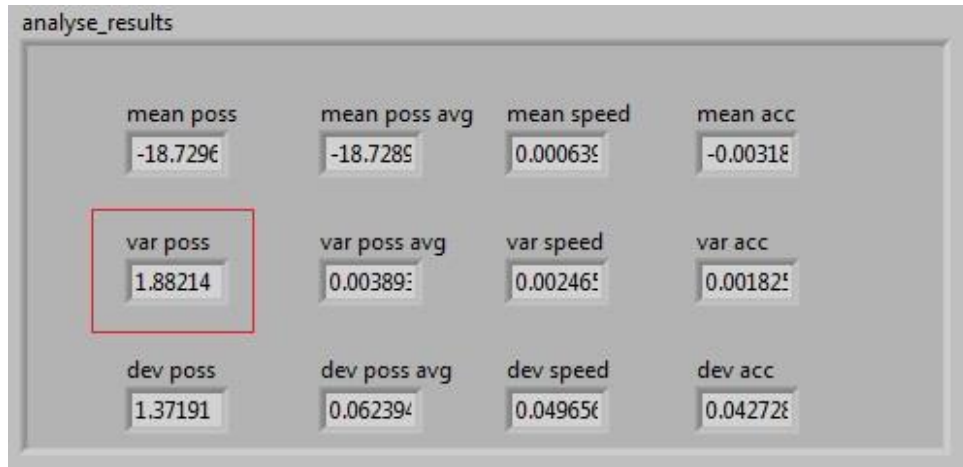 analyse_results
mean poss mean poss avg mean speed mean acc
-18.7296 -18.7289 0.000639 -0.00318
var poss var poss avg var speed var acc
1.88214 0.003893 0.002465 0.001825
dev poss dev poss avg dev speed dev acc
1.37191 0.062394 0.049656 0.042728